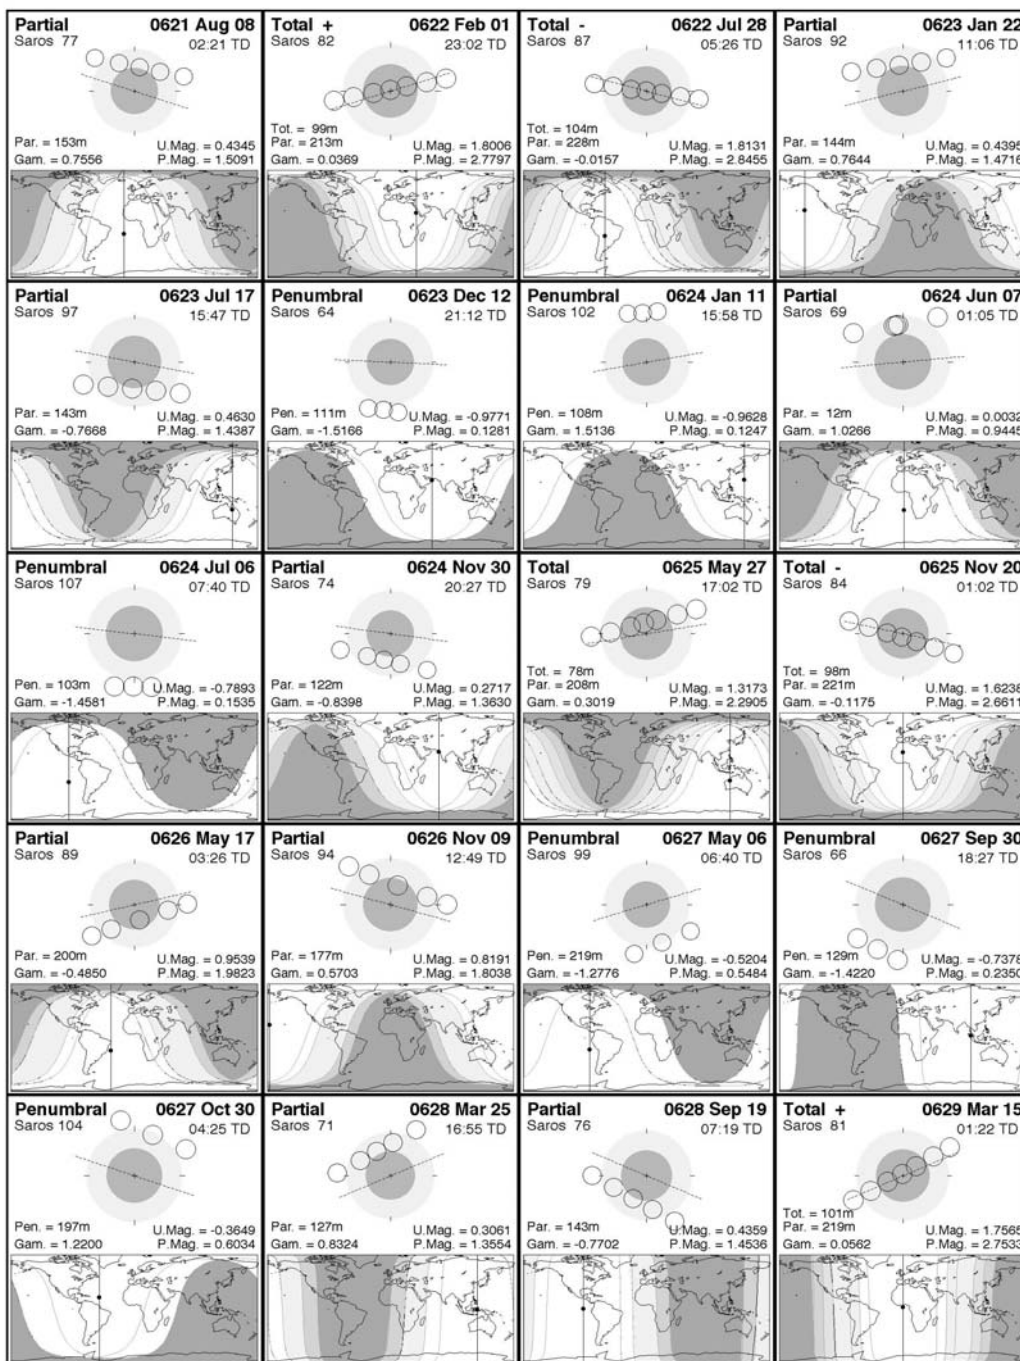 Partial 0621 Aug 08
Saros 77 02:21 TD
Par. = 153m U.Mag. = 0.4345
Gam. = 0.7556 P.Mag. = 1.5091
Total + 0622 Feb 01
Saros 82 23:02 TD
Tot. = 99m
Par. = 213m U.Mag. = 1.8006
Gam. = 0.0369 P.Mag. = 2.7797
Total - 0622 Jul 28
Saros 87 05:26 TD
Tot. = 104m
Par. = 228m U.Mag. = 1.8131
Gam. = -0.0157 P.Mag. = 2.8455
Partial 0623 Jan 22
Saros 92 11:06 TD
Par. = 144m U.Mag. = 0.4395
Gam. = 0.7644 P.Mag. = 1.4716
Partial 0623 Jul 17
Saros 97 15:47 TD
Par. = 143m U.Mag. = 0.4630
Gam. = -0.7668 P.Mag. = 1.4387
Penumbral 0623 Dec 12
Saros 64 21:12 TD
Pen. = 111m U.Mag. = -0.9771
Gam. = -1.5166 P.Mag. = 0.1281
Penumbral 0624 Jan 11
Saros 102 15:58 TD
Pen. = 108m U.Mag. = -0.9628
Gam. = 1.5136 P.Mag. = 0.1247
Partial 0624 Jun 07
Saros 69 01:05 TD
Par. = 12m U.Mag. = 0.0032
Gam. = 1.0266 P.Mag. = 0.9445
Penumbral 0624 Jul 06
Saros 107 07:40 TD
Pen. = 103m U.Mag. = -0.7893
Gam. = -1.4581 P.Mag. = 0.1535
Partial 0624 Nov 30
Saros 74 20:27 TD
Par. = 122m U.Mag. = 0.2717
Gam. = -0.8398 P.Mag. = 1.3630
Total 0625 May 27
Saros 79 17:02 TD
Tot. = 78m
Par. = 208m U.Mag. = 1.3173
Gam. = 0.3019 P.Mag. = 2.2905
Total - 0625 Nov 20
Saros 84 01:02 TD
Tot. = 98m
Par. = 221m U.Mag. = 1.6238
Gam. = -0.1175 P.Mag. = 2.6611
Partial 0626 May 17
Saros 89 03:26 TD
Par. = 200m U.Mag. = 0.9539
Gam. = -0.4850 P.Mag. = 1.9823
Partial 0626 Nov 09
Saros 94 12:49 TD
Par. = 177m U.Mag. = 0.8191
Gam. = 0.5703 P.Mag. = 1.8038
Penumbral 0627 May 06
Saros 99 06:40 TD
Pen. = 219m U.Mag. = -0.5204
Gam. = -1.2776 P.Mag. = 0.5484
Penumbral 0627 Sep 30
Saros 66 18:27 TD
Pen. = 129m U.Mag. = -0.7378
Gam. = -1.4220 P.Mag. = 0.2350
Penumbral 0627 Oct 30
Saros 104 04:25 TD
Pen. = 197m U.Mag. = -0.3649
Gam. = 1.2200 P.Mag. = 0.6034
Partial 0628 Mar 25
Saros 71 16:55 TD
Par. = 127m U.Mag. = 0.3061
Gam. = 0.8324 P.Mag. = 1.3554
Partial 0628 Sep 19
Saros 76 07:19 TD
Par. = 143m U.Mag. = 0.4359
Gam. = -0.7702 P.Mag. = 1.4536
Total + 0629 Mar 15
Saros 81 01:22 TD
Tot. = 101m
Par. = 219m U.Mag. = 1.7565
Gam. = 0.0562 P.Mag. = 2.7533